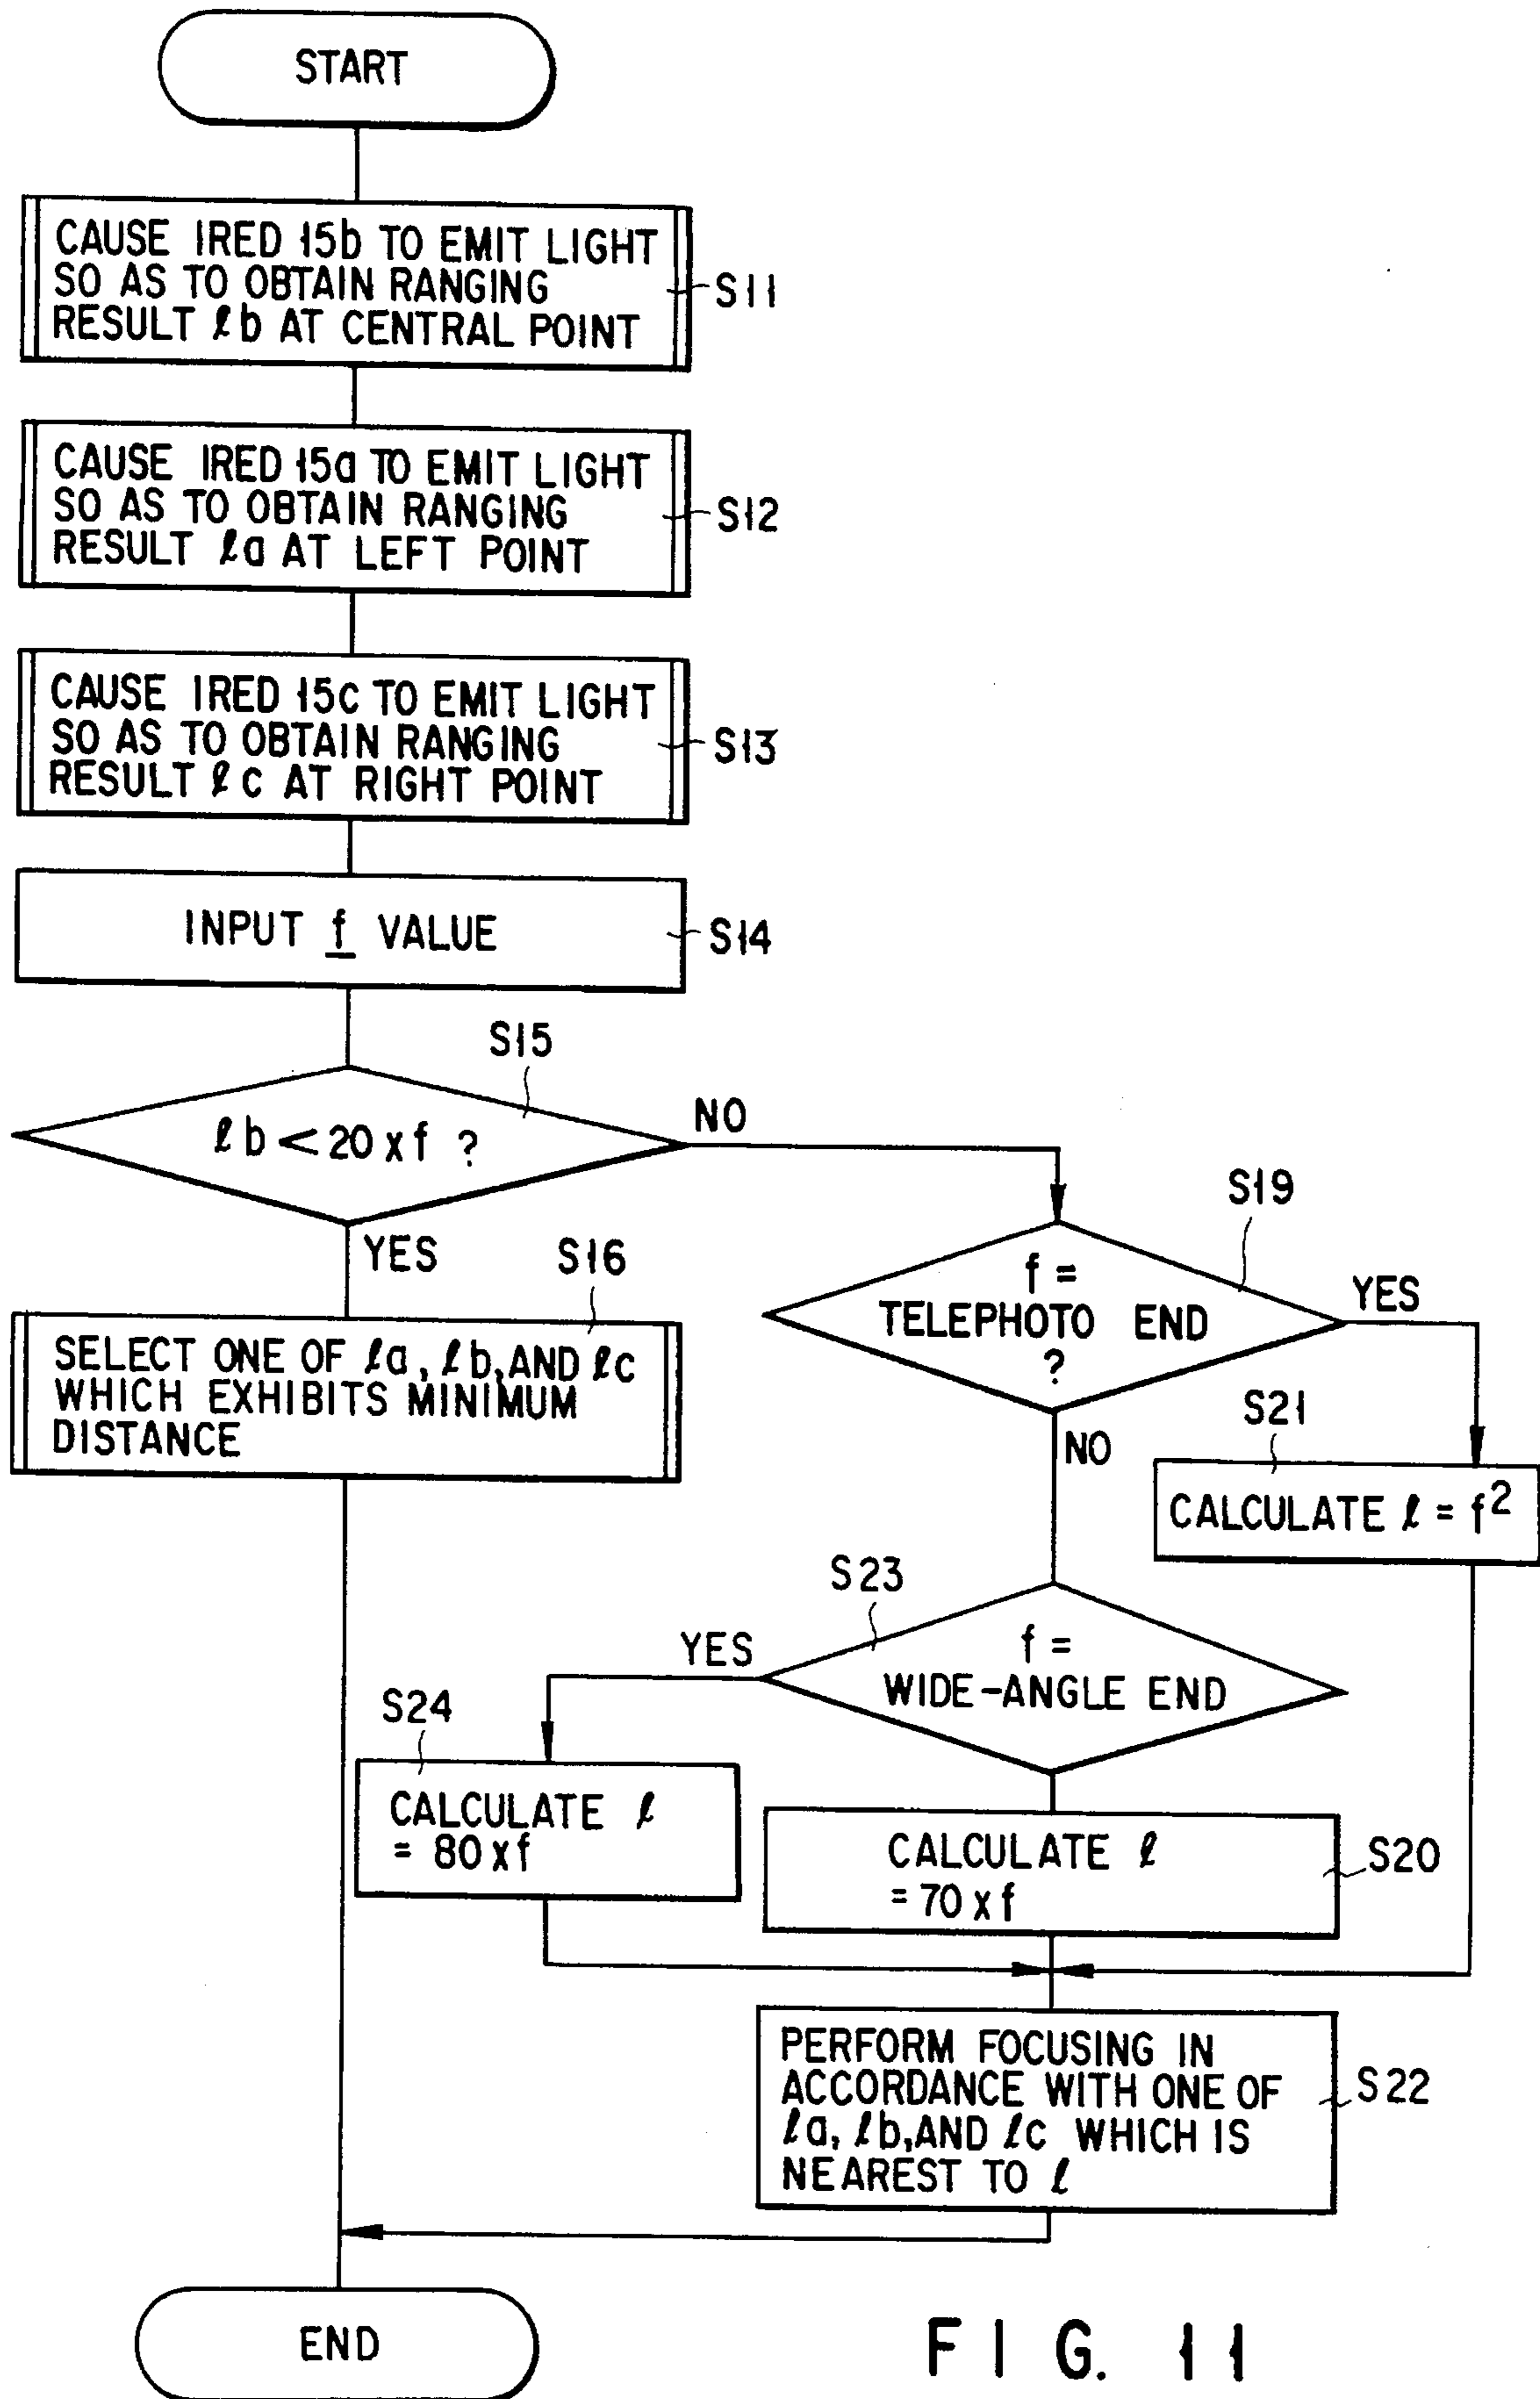 START
CAUSE IRED 15b TO EMIT LIGHT
SO AS TO OBTAIN RANGING
RESULT ℓb AT CENTRAL POINT
S11
CAUSE IRED 15a TO EMIT LIGHT
SO AS TO OBTAIN RANGING
RESULT ℓa AT LEFT POINT
S12
CAUSE IRED 15c TO EMIT LIGHT
SO AS TO OBTAIN RANGING
RESULT ℓc AT RIGHT POINT
S13
INPUT f VALUE
S14
S15
ℓb < 20 x f ?
NO
YES
S16
SELECT ONE OF ℓa, ℓb, AND ℓc
WHICH EXHIBITS MINIMUM
DISTANCE
S19
f =
TELEPHOTO END
?
YES
NO
S21
CALCULATE ℓ = f²
S23
f =
WIDE-ANGLE END
YES
S24
CALCULATE ℓ
= 80 x f
CALCULATE ℓ
= 70 x f
S20
PERFORM FOCUSING IN
ACCORDANCE WITH ONE OF
ℓa, ℓb, AND ℓc WHICH IS
NEAREST TO ℓ
S22
END
FIG. 11